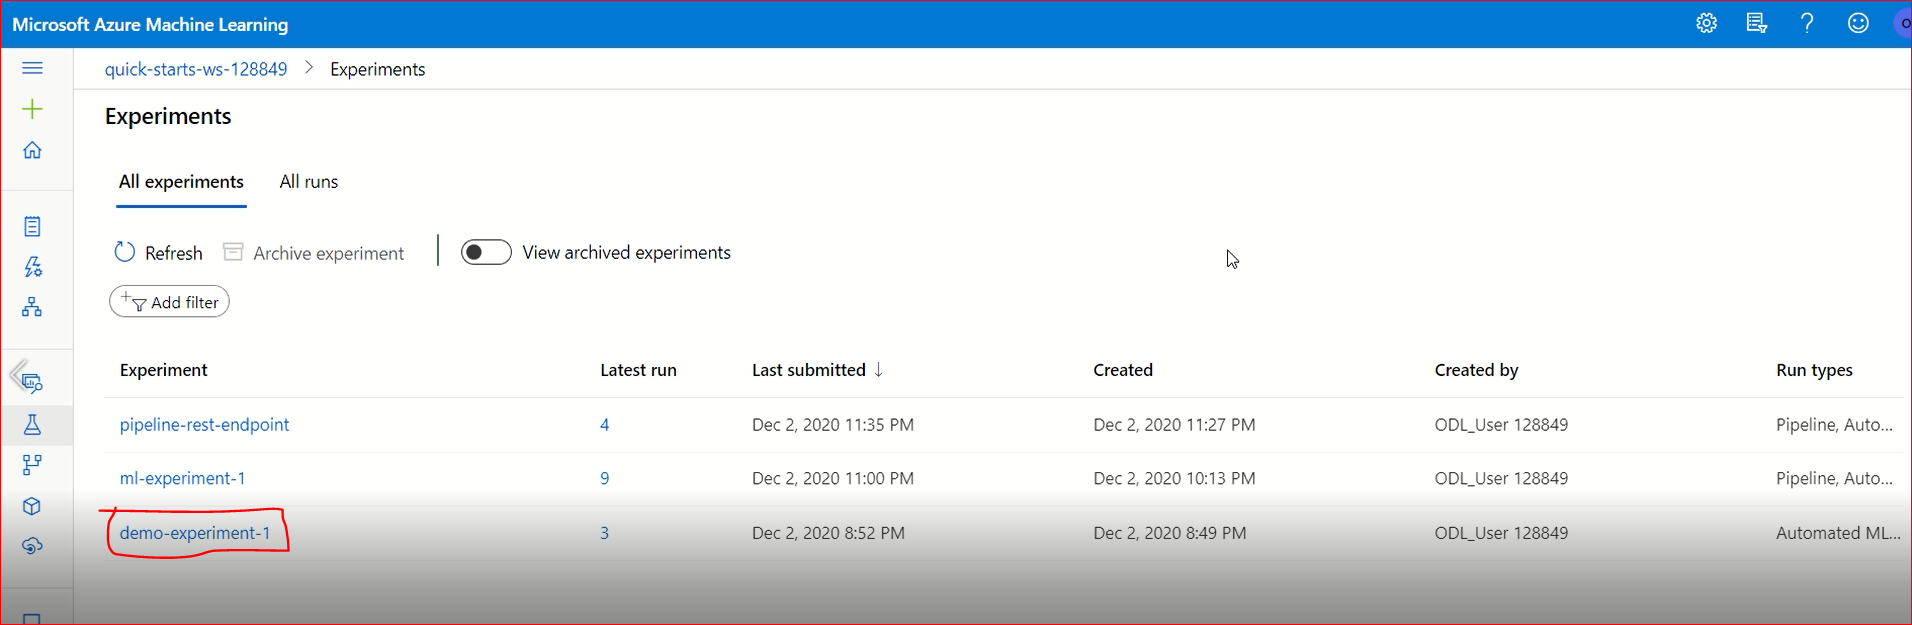 Microsoft Azure Machine Learning
quick-starts-ws-128849 > Experiments
Experiments
All experiments All runs
Refresh Archive experiment View archived experiments
Add filter
Experiment Latest run Last submitted ↓ Created Created by Run types
pipeline-rest-endpoint 4 Dec 2, 2020 11:35 PM Dec 2, 2020 11:27 PM ODL_User 128849 Pipeline, Auto...
ml-experiment-1 9 Dec 2, 2020 11:00 PM Dec 2, 2020 10:13 PM ODL_User 128849 Pipeline, Auto...
demo-experiment-1 3 Dec 2, 2020 8:52 PM Dec 2, 2020 8:49 PM ODL_User 128849 Automated ML...